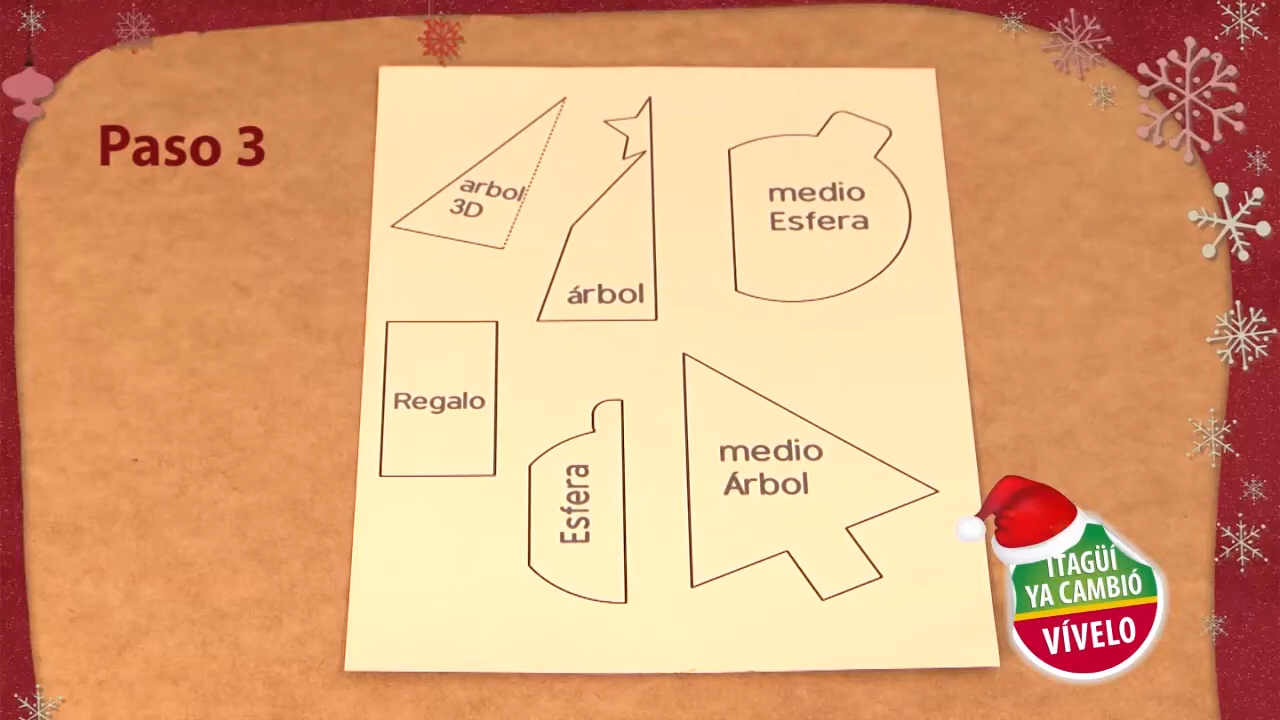 Paso 3
arbol
3D
árbol
medio
Esfera
Regalo
Esfera
medio
Árbol
ITAGÜÍ
YA CAMBIÓ
VÍVELO